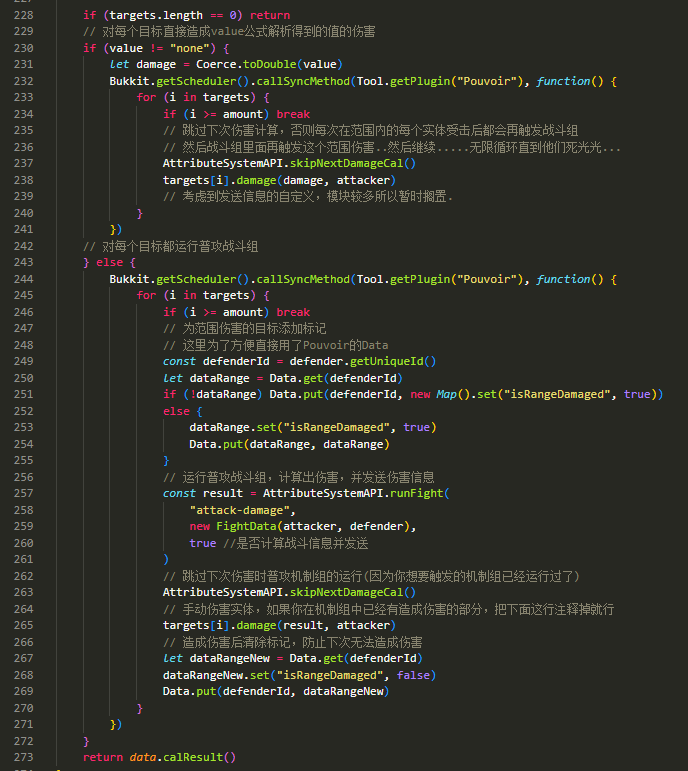 228 if (targets.length == 0) return
229 // 对每个目标直接造成value公式解析得到的值的伤害
230 if (value != "none") {
231 let damage = Coerce.toDouble(value)
232 Bukkit.getScheduler().callSyncMethod(Tool.getPlugin("Pouvoir"), function() {
233 for (i in targets) {
234 if (i >= amount) break
235 // 跳过下次伤害计算, 否则每次在范围内的每个实体受击后都会再触发战斗组
236 // 然后战斗组里面再触发这个范围伤害..然后继续.....无限循环直到他们死光光...
237 AttributeSystemAPI.skipNextDamageCal()
238 targets[i].damage(damage, attacker)
239 // 考虑到发送信息的自定义, 模块较多所以暂时搁置.
240 }
241 })
242 // 对每个目标都运行普攻战斗组
243 } else {
244 Bukkit.getScheduler().callSyncMethod(Tool.getPlugin("Pouvoir"), function() {
245 for (i in targets) {
246 if (i >= amount) break
247 // 为范围伤害的目标添加标记
248 // 这里为了方便直接用了Pouvoir的Data
249 const defenderId = defender.getUniqueId()
250 let dataRange = Data.get(defenderId)
251 if (!dataRange) Data.put(defenderId, new Map().set("isRangeDamaged", true))
252 else {
253 dataRange.set("isRangeDamaged", true)
254 Data.put(dataRange, dataRange)
255 }
256 // 运行普攻战斗组, 计算出伤害, 并发送伤害信息
257 const result = AttributeSystemAPI.runFight(
258 "attack-damage",
259 new FightData(attacker, defender),
260 true //是否计算战斗信息并发送
261 )
262 // 跳过下次伤害时普攻机制组的运行(因为你想要触发的机制组已经运行过了)
263 AttributeSystemAPI.skipNextDamageCal()
264 // 手动伤害实体, 如果你在机制组中已经有造成伤害的部分, 把下面这行注释掉就行
265 targets[i].damage(result, attacker)
266 // 造成伤害后清除标记, 防止下次无法造成伤害
267 let dataRangeNew = Data.get(defenderId)
268 dataRangeNew.set("isRangeDamaged", false)
269 Data.put(defenderId, dataRangeNew)
270 }
271 })
272 }
273 return data.calResult()